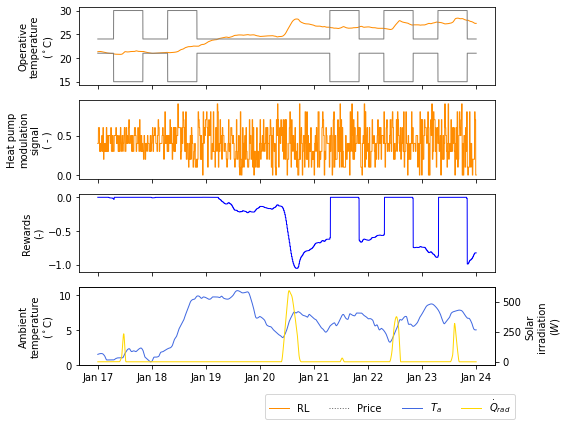 Operative
temperature
(°C)
30
25
20
15
Heat pump
modulation
signal
( - )
0.5
0.0
Rewards
(-)
0.0
−0.5
−1.0
Ambient
temperature
(°C)
10
5
0
500
250
0
Solar
irradiation
(W)
Jan 17 Jan 18 Jan 19 Jan 20 Jan 21 Jan 22 Jan 23 Jan 24
RL Price Tₐ Q̇rad